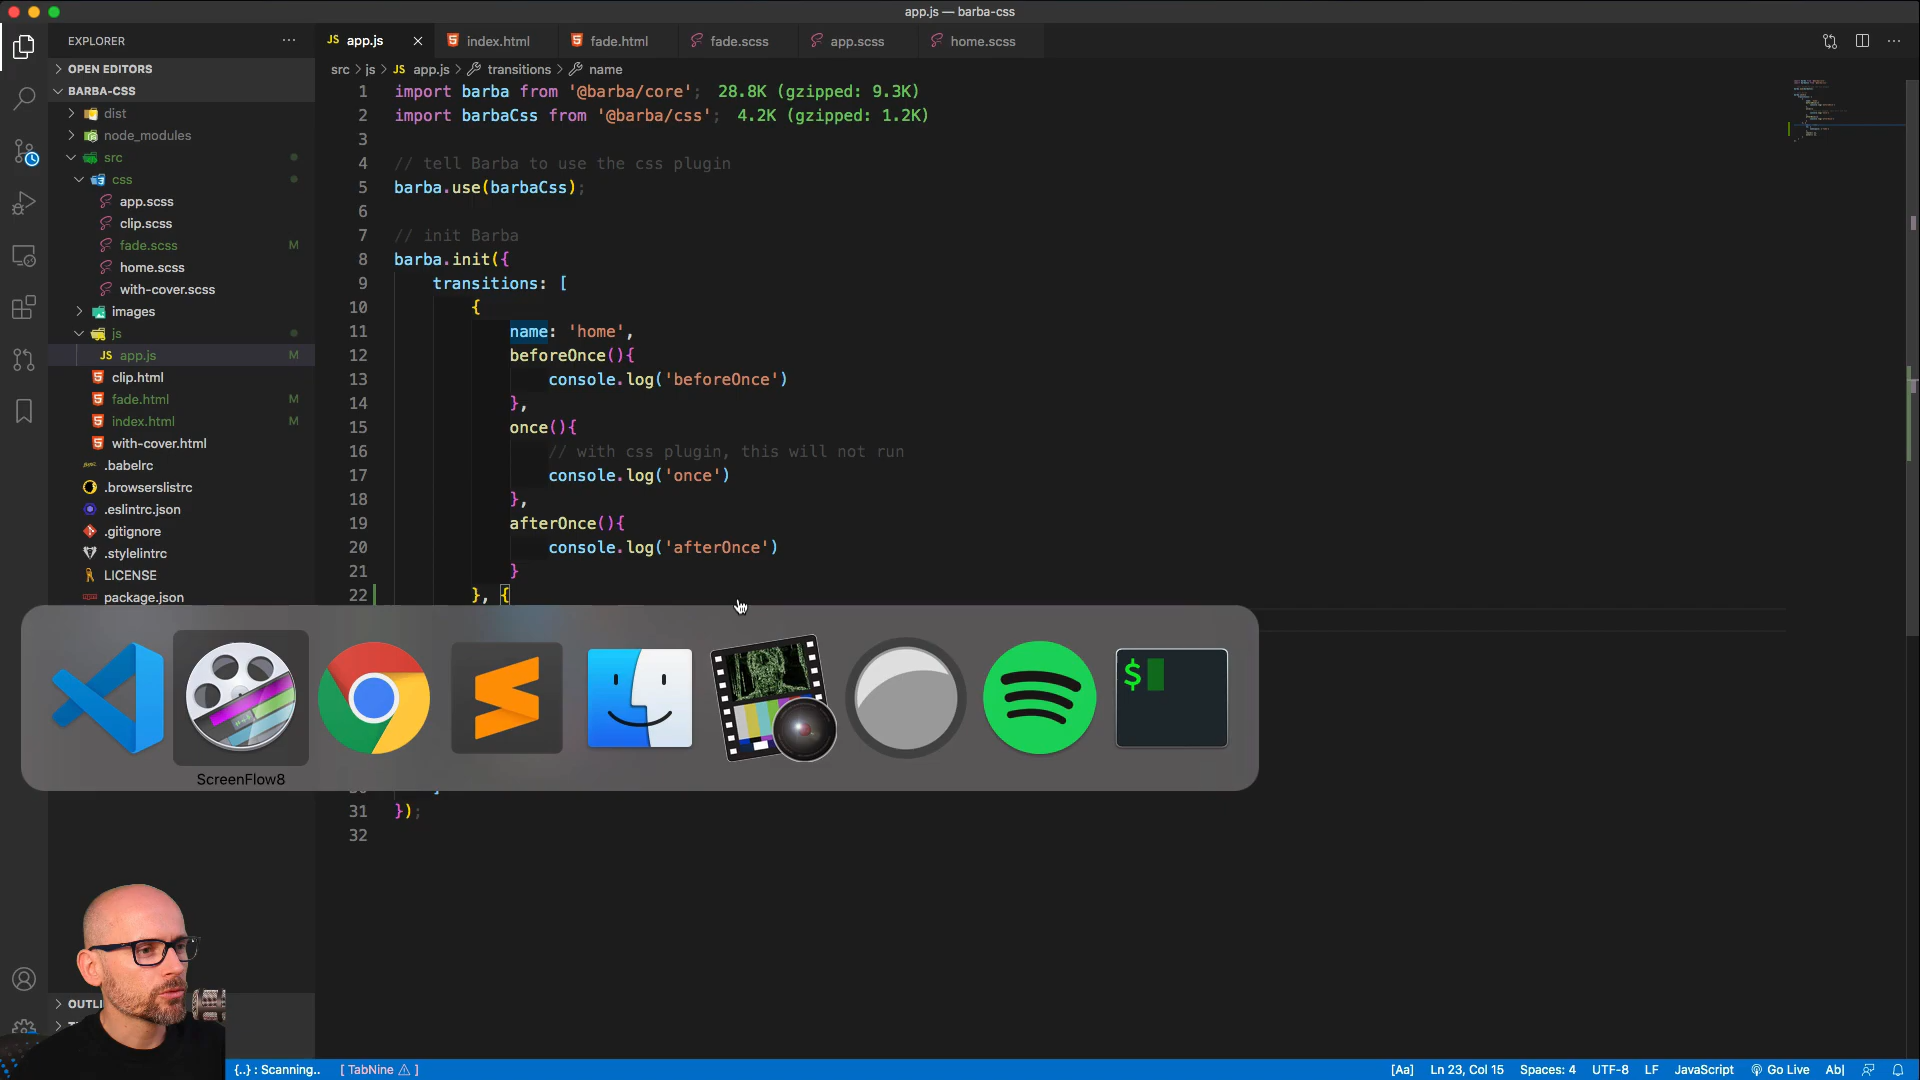 app.js — barba-css
EXPLORER
OPEN EDITORS
BARBA-CSS
dist
node_modules
src
css
app.scss
clip.scss
fade.scss M
home.scss
with-cover.scss
images
js
JS app.js M
clip.html
fade.html M
index.html M
with-cover.html
.babelrc
.browserslistrc
.eslintrc.json
.gitignore
.stylelintrc
LICENSE
package.json
OUTLI
JS app.js
index.html
fade.html
fade.scss
app.scss
home.scss
src > js > JS app.js > transitions > name
1 import barba from '@barba/core'; 28.8K (gzipped: 9.3K)
2 import barbaCss from '@barba/css'; 4.2K (gzipped: 1.2K)
3
4 // tell Barba to use the css plugin
5 barba.use(barbaCss);
6
7 // init Barba
8 barba.init({
9 transitions: [
10 {
11 name: 'home',
12 beforeOnce(){
13 console.log('beforeOnce')
14 },
15 once(){
16 // with css plugin, this will not run
17 console.log('once')
18 },
19 afterOnce(){
20 console.log('afterOnce')
21 }
22 }, {
$
ScreenFlow8
31 });
32
{..} : Scanning..
[ TabNine ⚠ ]
[Aa]
Ln 23, Col 15
Spaces: 4
UTF-8
LF
JavaScript
Go Live
Ab|